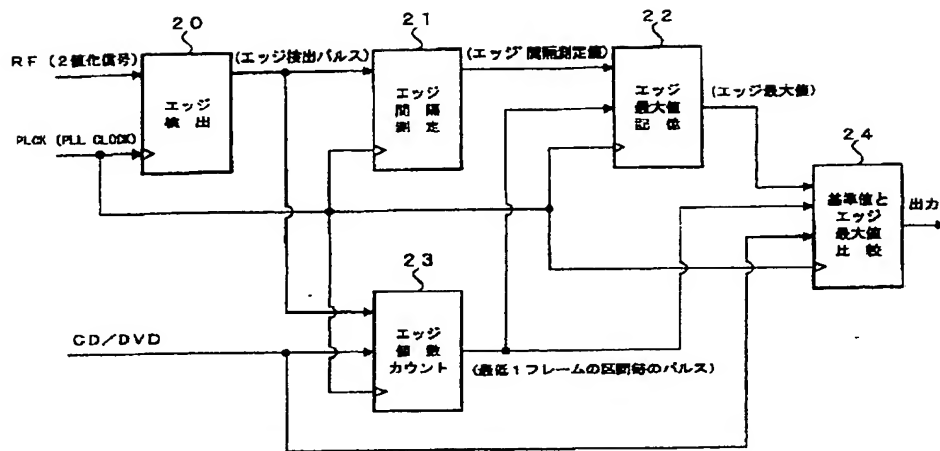 20
21
22
24
23
RF (2値化信号)
PLCK (PLL CLOCK)
エッジ
検 出
(エッジ検出パルス)
エッジ
間 隔
測 定
(エッジ間隔測定値)
エッジ
最大値
記 憶
(エッジ最大値)
基準値と
エッジ
最大値
比 較
出力
CD/DVD
エッジ
個 数
カウント
(最低1フレームの区間毎のパルス)